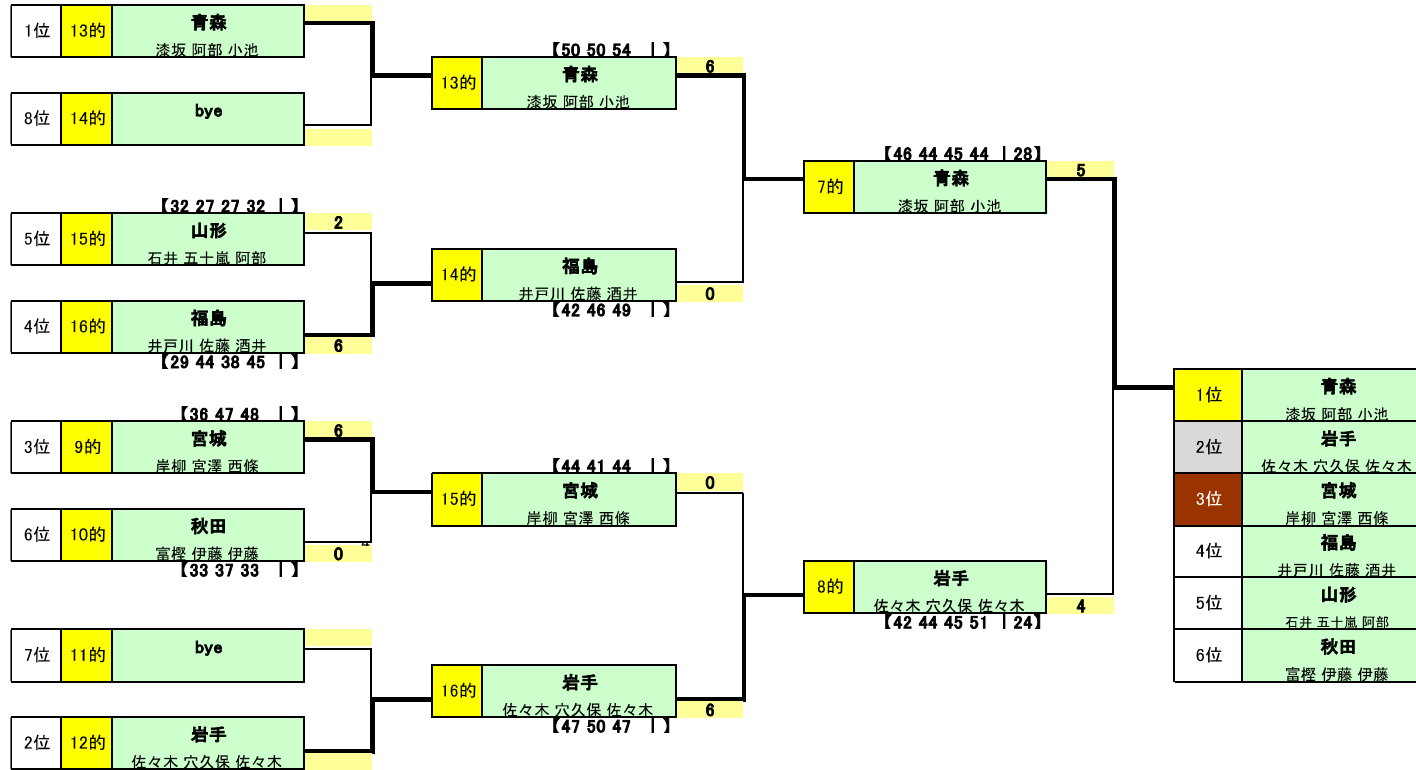 1位 13的 青森
漆坂 阿部 小池
8位 14的 bye
【32 27 27 32 | 】
5位 15的 山形 2
石井 五十嵐 阿部
4位 16的 福島
井戸川 佐藤 酒井 6
【29 44 38 45 | 】
【36 47 48 | 】
3位 9的 宮城 6
岸柳 宮澤 西條
6位 10的 秋田
富樫 伊藤 伊藤 0
【33 37 33 | 】
7位 11的 bye
2位 12的 岩手
佐々木 穴久保 佐々木
【50 50 54 | 】
13的 青森 6
漆坂 阿部 小池
14的 福島
井戸川 佐藤 酒井 0
【42 46 49 | 】
【44 41 44 | 】
15的 宮城 0
岸柳 宮澤 西條
16的 岩手
佐々木 穴久保 佐々木 6
【47 50 47 | 】
【46 44 45 44 | 28】
7的 青森 5
漆坂 阿部 小池
8的 岩手
佐々木 穴久保 佐々木 4
【42 44 45 51 | 24】
1位 青森
漆坂 阿部 小池
2位 岩手
佐々木 穴久保 佐々木
3位 宮城
岸柳 宮澤 西條
4位 福島
井戸川 佐藤 酒井
5位 山形
石井 五十嵐 阿部
6位 秋田
富樫 伊藤 伊藤